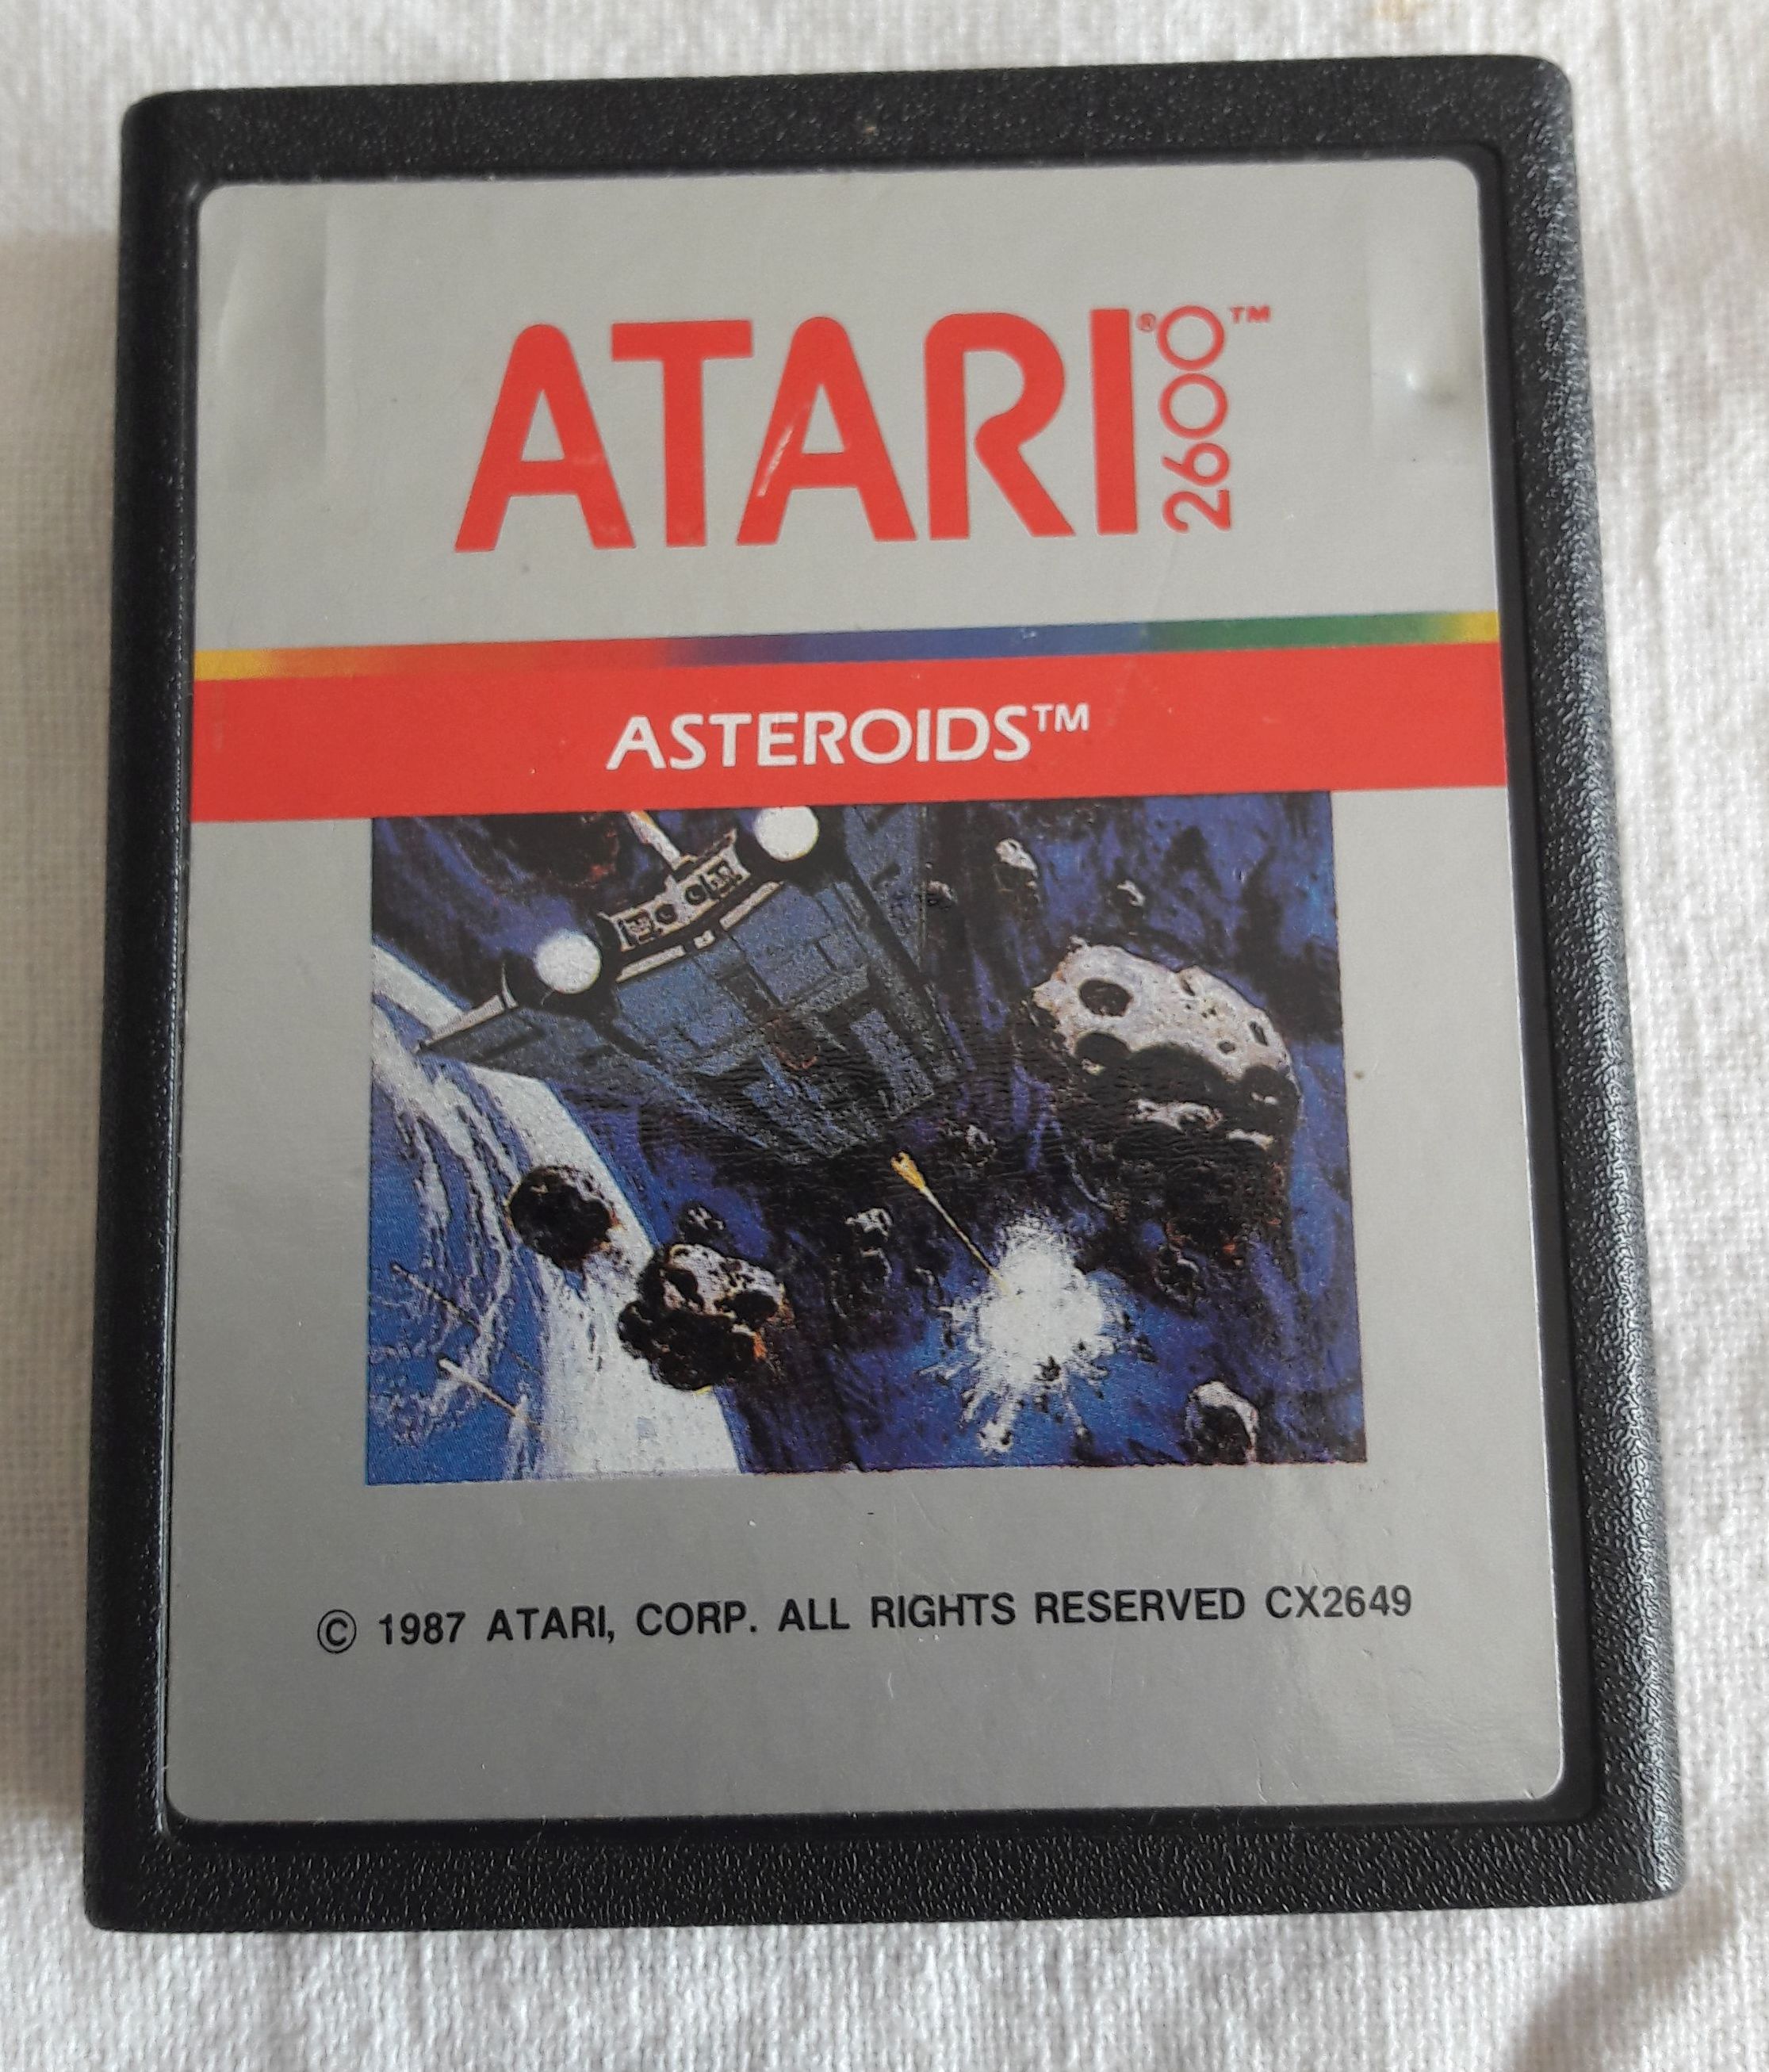 ATARI® 2600™
ASTEROIDS™
© 1987 ATARI, CORP. ALL RIGHTS RESERVED CX2649